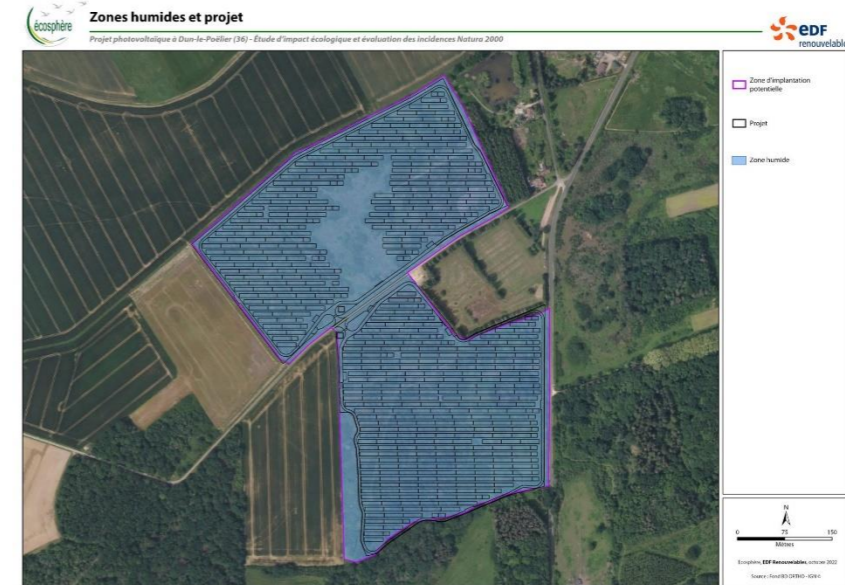 écosphère
Zones humides et projet
Projet photovoltaïque à Dun-le-Poëlier (36) - Étude d'impact écologique et évaluation des incidences Natura 2000
edf
renouvelables
Zone d'implantation
potentielle
Projet
Zone humide
N
0 75 150
Mètres
Ecosphère, EDF Renouvelables, octobre 2022